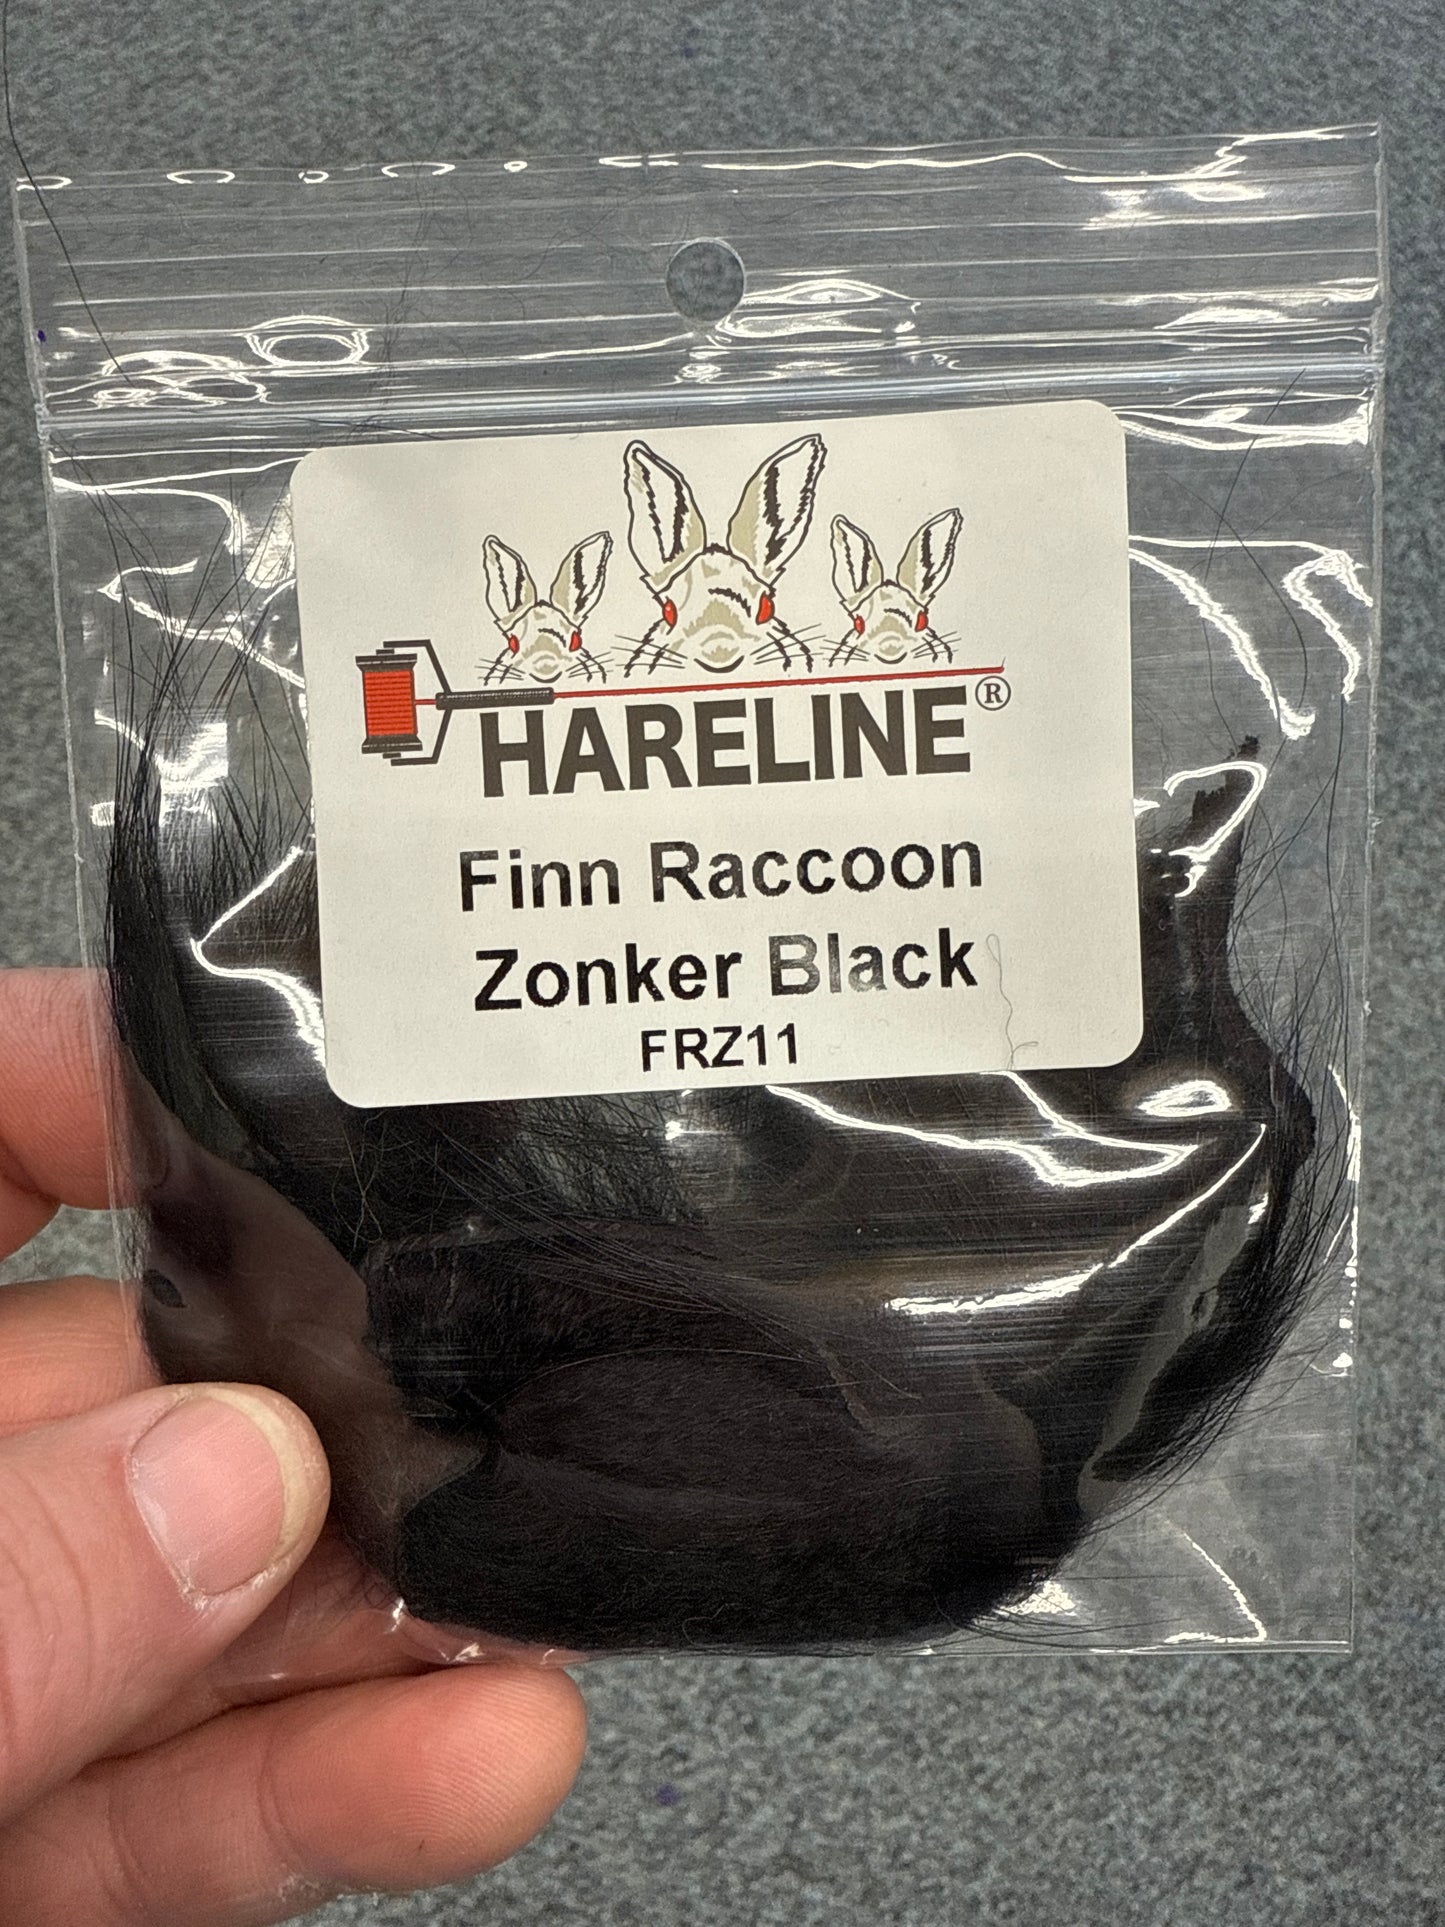 HARELINE®
Finn Raccoon
Zonker Black
FRZ11